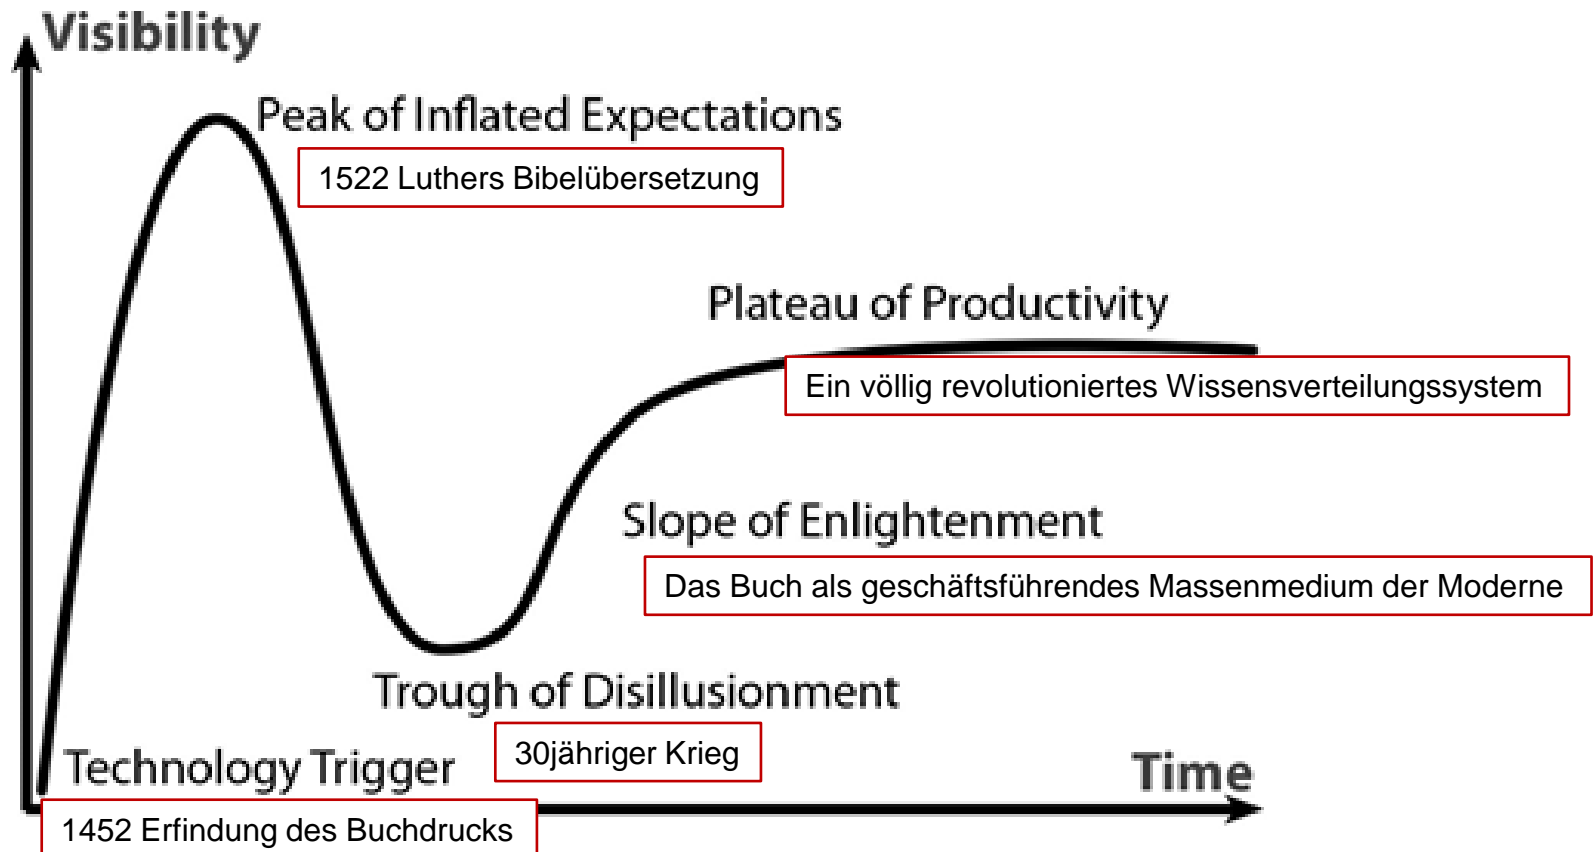 Visibility
Peak of Inflated Expectations
1522 Luthers Bibelübersetzung
Plateau of Productivity
Ein völlig revolutioniertes Wissensverteilungssystem
Slope of Enlightenment
Das Buch als geschäftsführendes Massenmedium der Moderne
Trough of Disillusionment
30jähriger Krieg
Technology Trigger
Time
1452 Erfindung des Buchdrucks